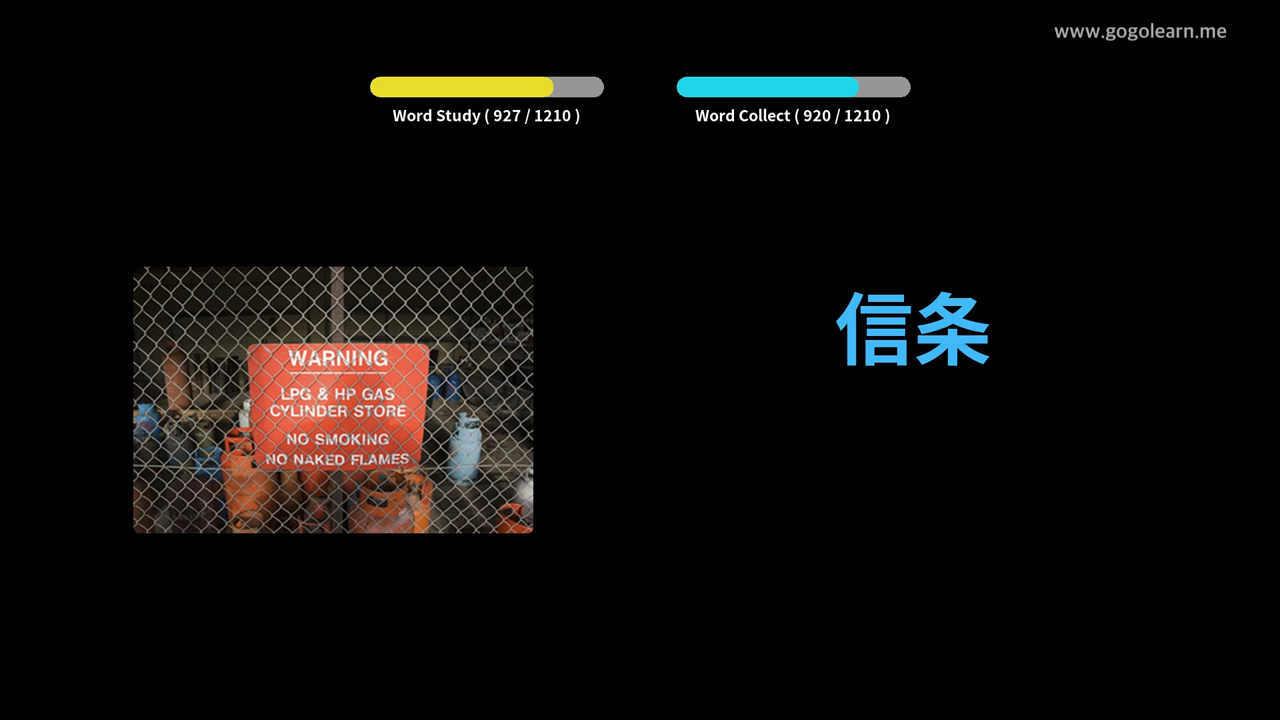 www.gogolearn.me
Word Study ( 927 / 1210 )
Word Collect ( 920 / 1210 )
信条
WARNING
LPG & HP GAS
CYLINDER STORE
NO SMOKING
NO NAKED FLAMES